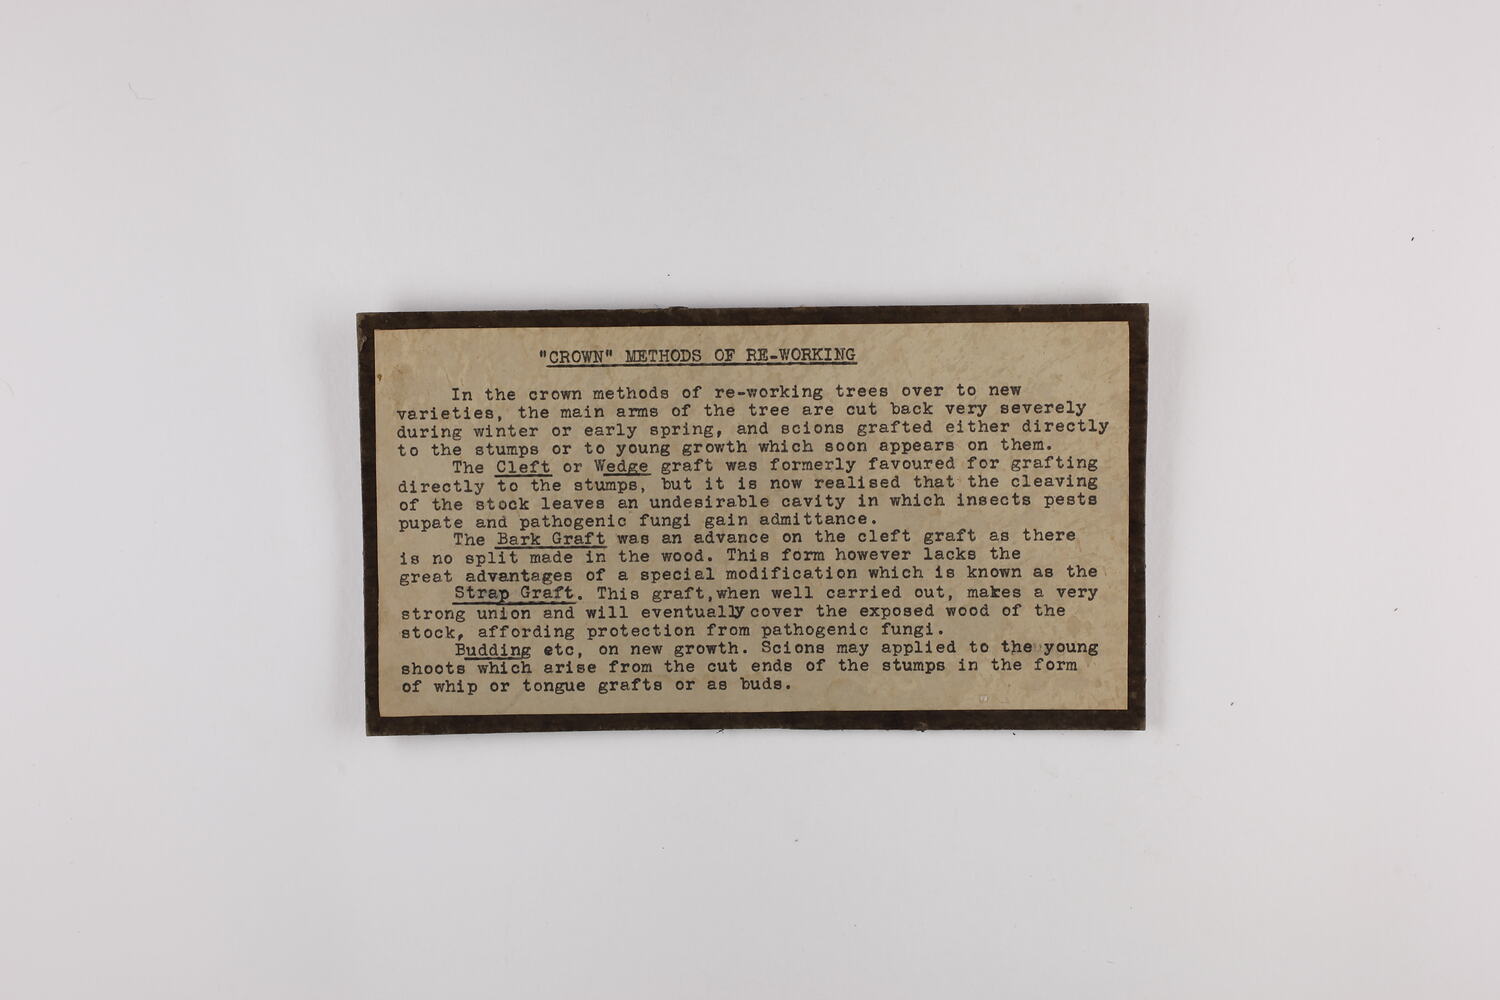 "CROWN" METHODS OF RE-WORKING
In the crown methods of re-working trees over to new
varieties, the main arms of the tree are cut back very severely
during winter or early spring, and scions grafted either directly
to the stumps or to young growth which soon appears on them.
The Cleft or Wedge graft was formerly favoured for grafting
directly to the stumps, but it is now realised that the cleaving
of the stock leaves an undesirable cavity in which insects pests
pupate and pathogenic fungi gain admittance.
The Bark Graft was an advance on the cleft graft as there
is no split made in the wood. This form however lacks the
great advantages of a special modification which is known as the
Strap Graft. This graft,when well carried out, makes a very
strong union and will eventually cover the exposed wood of the
stock, affording protection from pathogenic fungi.
Budding etc, on new growth. Scions may applied to the young
shoots which arise from the cut ends of the stumps in the form
of whip or tongue grafts or as buds.